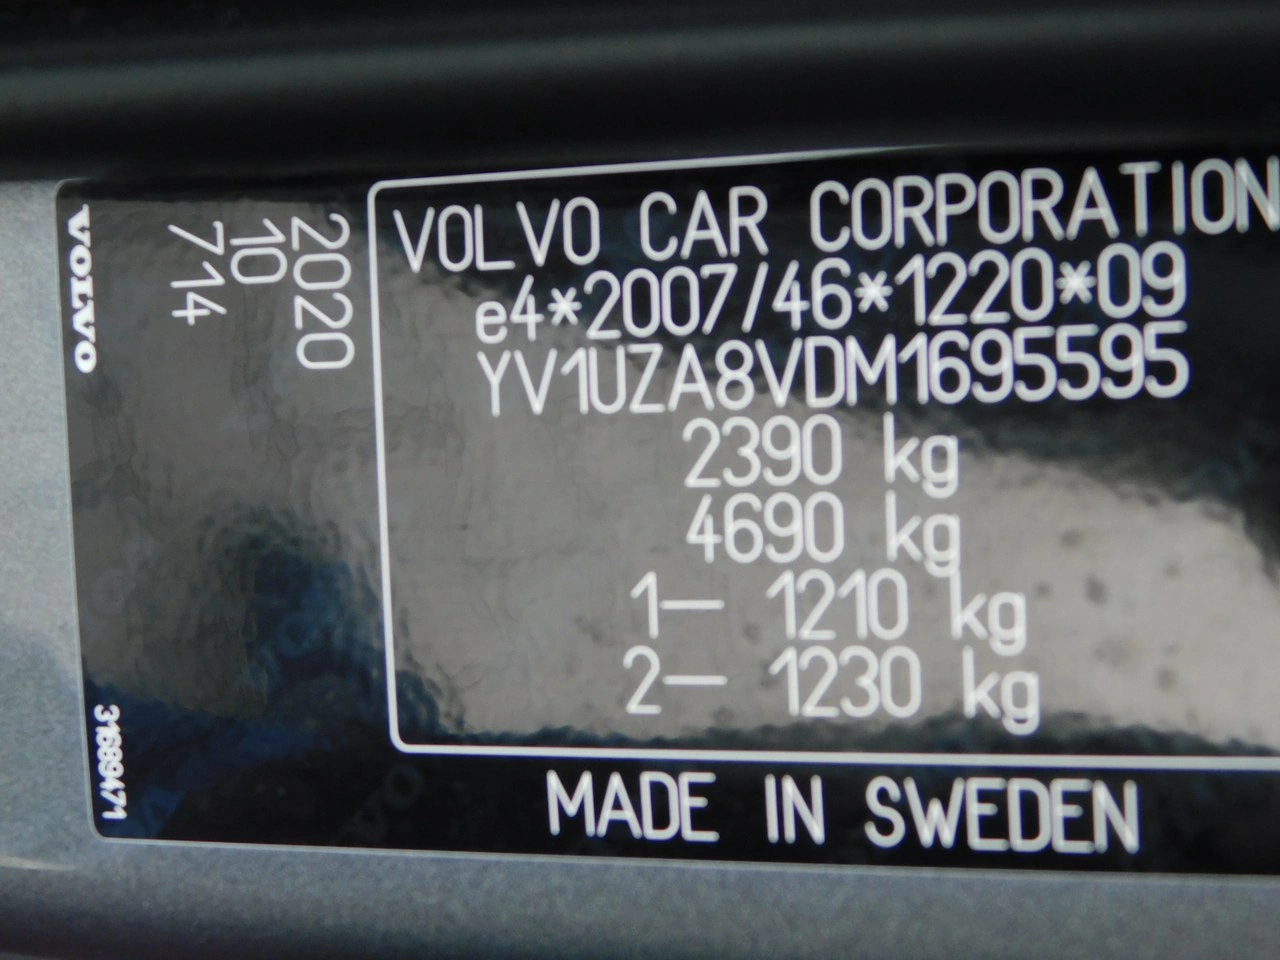 VOLVO
2020
10
714
31689471
VOLVO CAR CORPORATION
e4*2007/46*1220*09
YV1UZA8VDM1695595
2390 kg
4690 kg
1– 1210 kg
2– 1230 kg
MADE IN SWEDEN